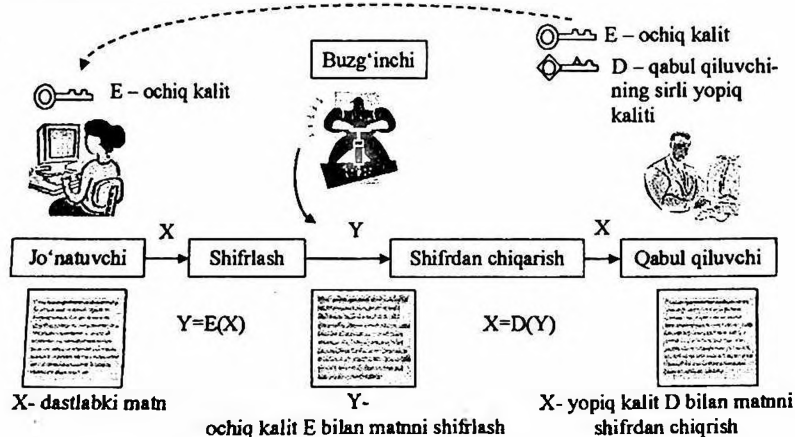 E – ochiq kalit
Buzg‘inchi
E – ochiq kalit
D – qabul qiluvchi-
ning sirli yopiq
kaliti
X
Y
X
Jo‘natuvchi
Shifrlash
Shifrdan chiqarish
Qabul qiluvchi
Y=E(X)
X=D(Y)
X- dastlabki matn
Y-
ochiq kalit E bilan matnni shifrlash
X- yopiq kalit D bilan matnni
shifrdan chiqrish